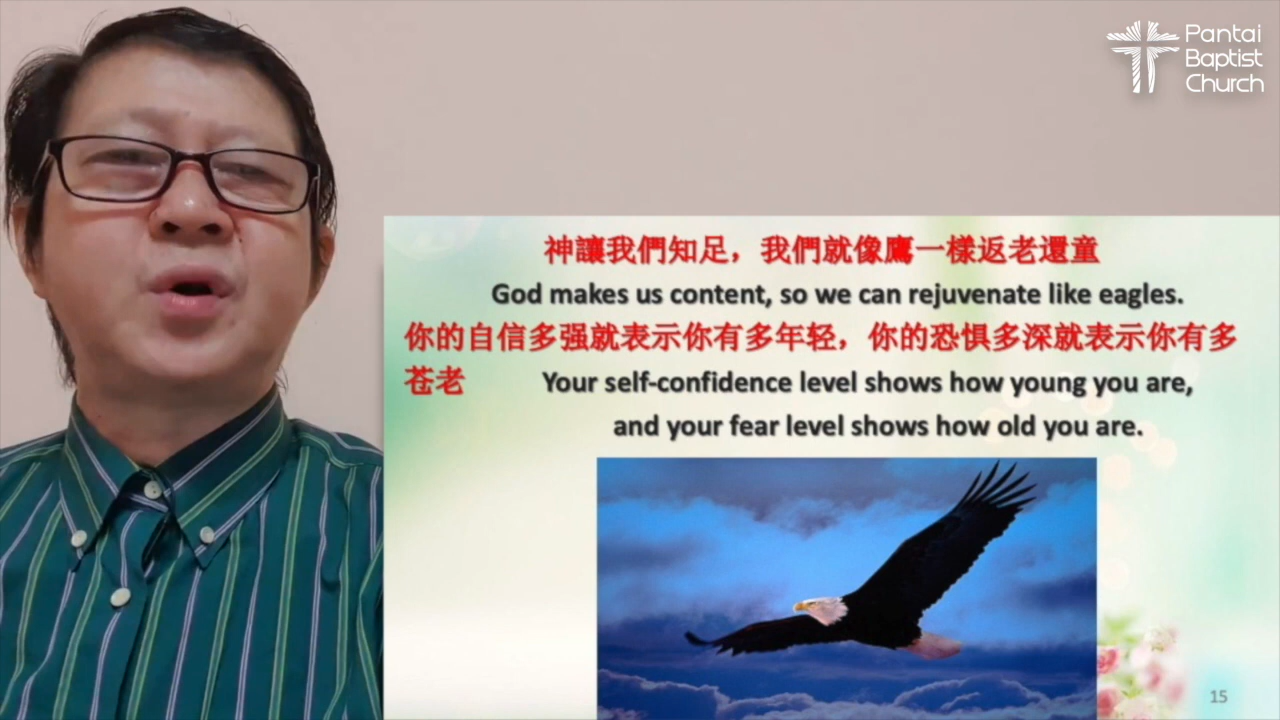 Pantai
Baptist
Church
神讓我們知足，我們就像鷹一樣返老還童
God makes us content, so we can rejuvenate like eagles.
你的自信多强就表示你有多年轻，你的恐惧多深就表示你有多
苍老 Your self-confidence level shows how young you are,
and your fear level shows how old you are.
15